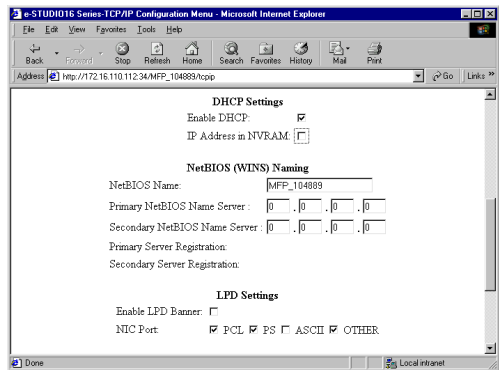 e-STUDIO16 Series-TCP/IP Configuration Menu - Microsoft Internet Explorer
File Edit View Favorites Tools Help
Back Forward Stop Refresh Home Search Favorites History Mail Print
Address http://172.16.110.112:34/MFP_104889/tcpip Go Links »
DHCP Settings
Enable DHCP:
IP Address in NVRAM:
NetBIOS (WINS) Naming
NetBIOS Name: MFP_104889
Primary NetBIOS Name Server : 0 . 0 . 0 . 0
Secondary NetBIOS Name Server : 0 . 0 . 0 . 0
Primary Server Registration:
Secondary Server Registration:
LPD Settings
Enable LPD Banner:
NIC Port: PCL PS ASCII OTHER
Done Local intranet